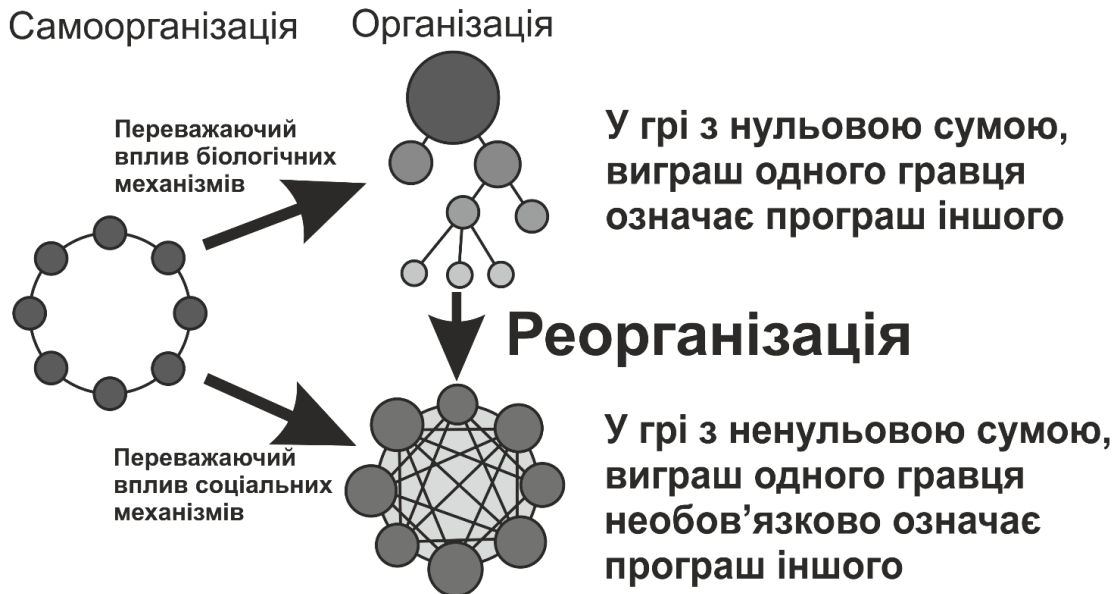 Самоорганізація
Організація
Переважаючий
вплив біологічних
механізмів
У грі з нульовою сумою,
виграш одного гравця
означає програш іншого
Реорганізація
Переважаючий
вплив соціальних
механізмів
У грі з ненульовою сумою,
виграш одного гравця
необов’язково означає
програш іншого